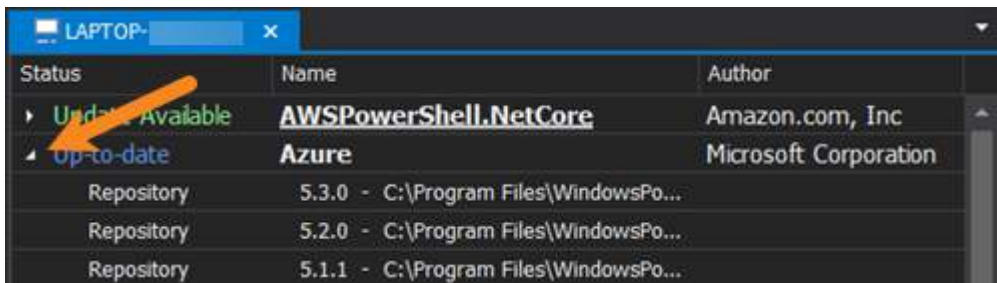 LAPTOP-
Status Name Author
Update Available AWSPowerShell.NetCore Amazon.com, Inc
Up-to-date Azure Microsoft Corporation
Repository 5.3.0 - C:\Program Files\WindowsPo...
Repository 5.2.0 - C:\Program Files\WindowsPo...
Repository 5.1.1 - C:\Program Files\WindowsPo...